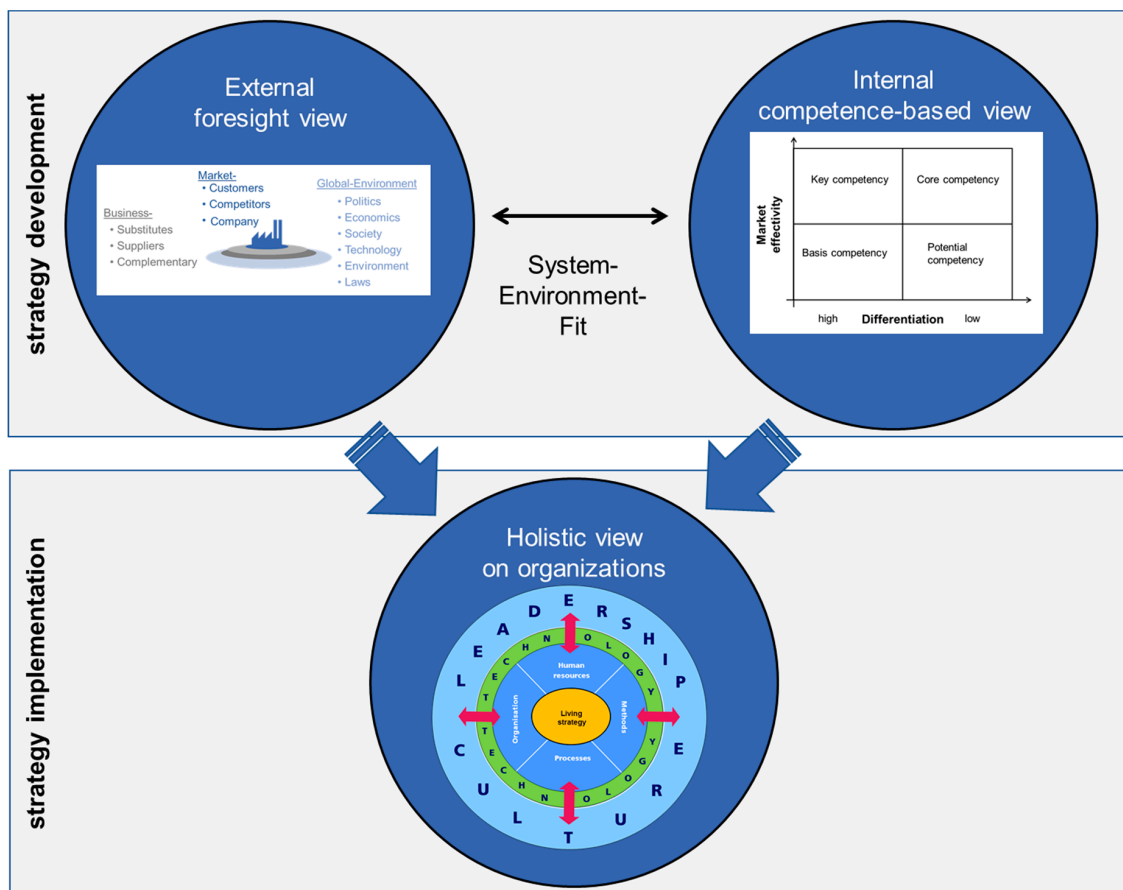 strategy development
External
foresight view
Market-
• Customers
• Competitors
• Company
Business-
• Substitutes
• Suppliers
• Complementary
Global-Environment
• Politics
• Economics
• Society
• Technology
• Environment
• Laws
System-
Environment-
Fit
Internal
competence-based view
Market
effectivity
Key competency
Core competency
Basis competency
Potential
competency
high
Differentiation
low
strategy implementation
Holistic view
on organizations
LEADERSHIP
TECHNOLOGY
Human
resources
Organisation
Living
strategy
Methods
Processes
TECHNOLOGY
CULTURE